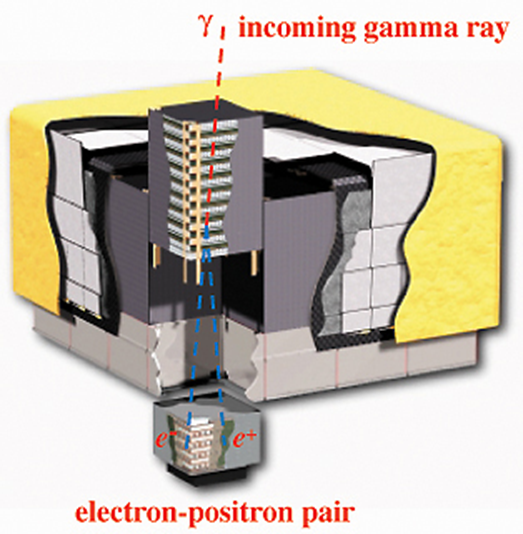 γ incoming gamma ray
e⁻ e⁺
electron-positron pair